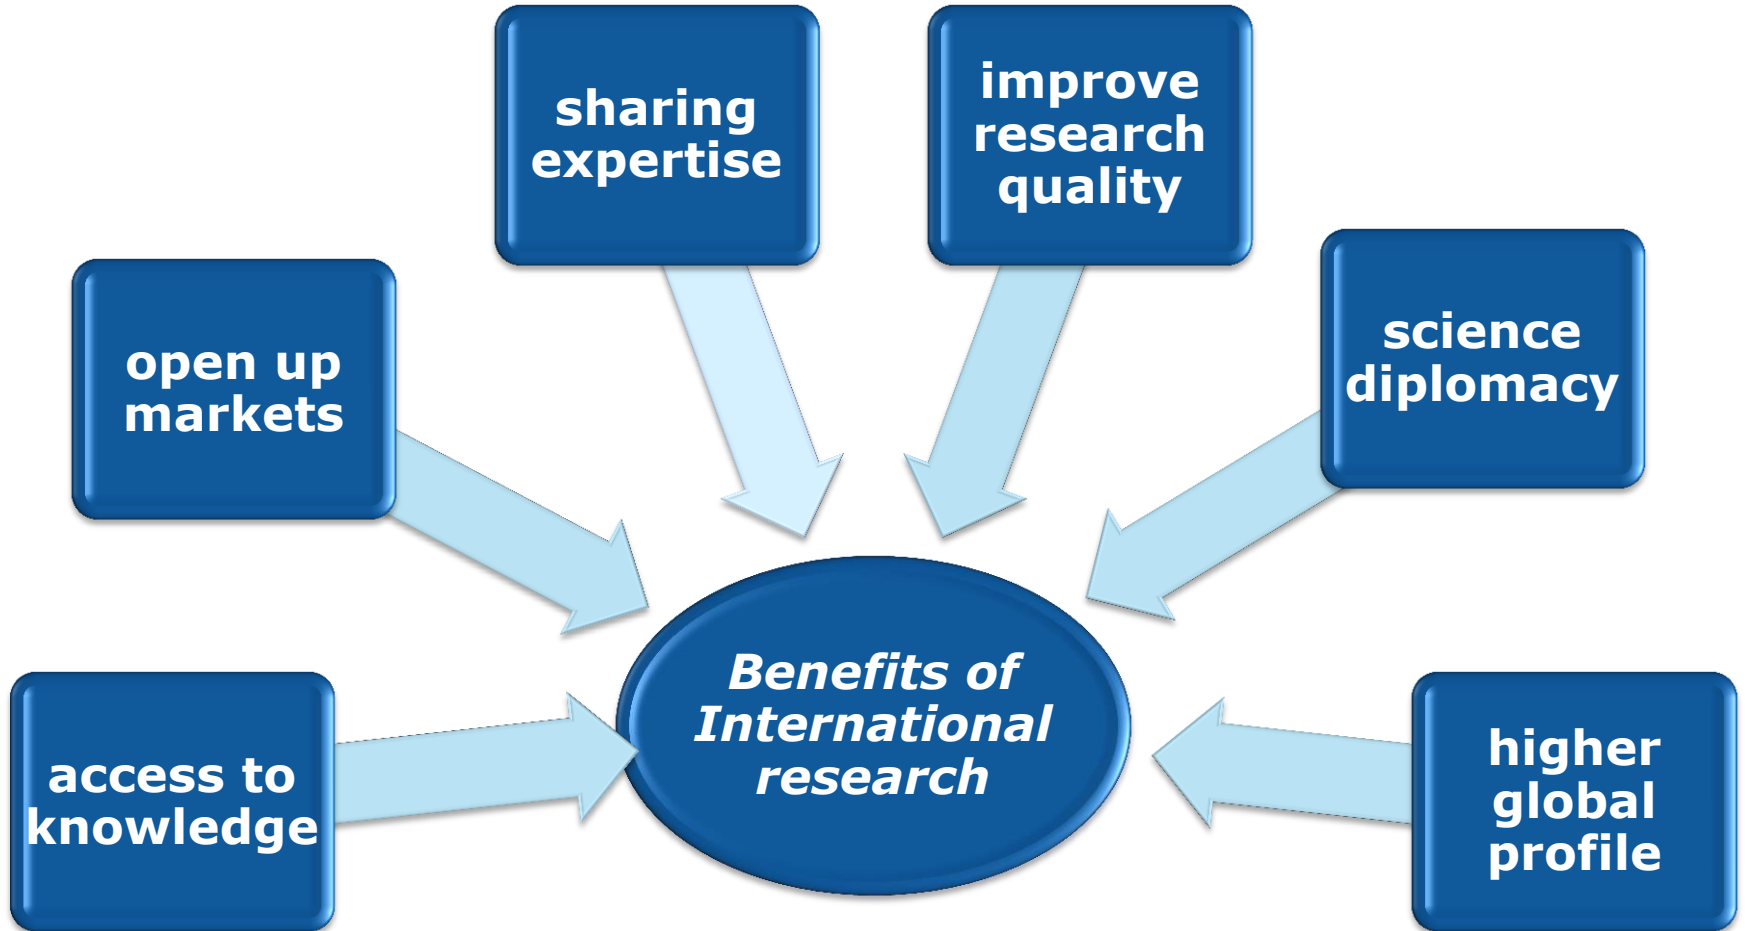 sharing
expertise
improve
research
quality
open up
markets
science
diplomacy
access to
knowledge
Benefits of
International
research
higher
global
profile